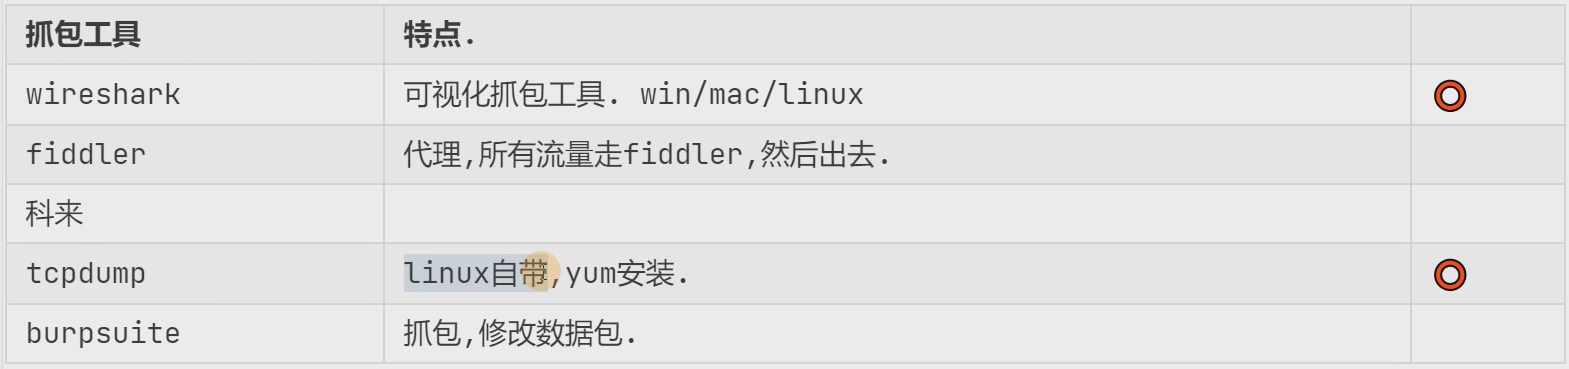 抓包工具 特点.
wireshark 可视化抓包工具. win/mac/linux
fiddler 代理,所有流量走fiddler,然后出去.
科来
tcpdump linux自带,yum安装.
burpsuite 抓包,修改数据包.